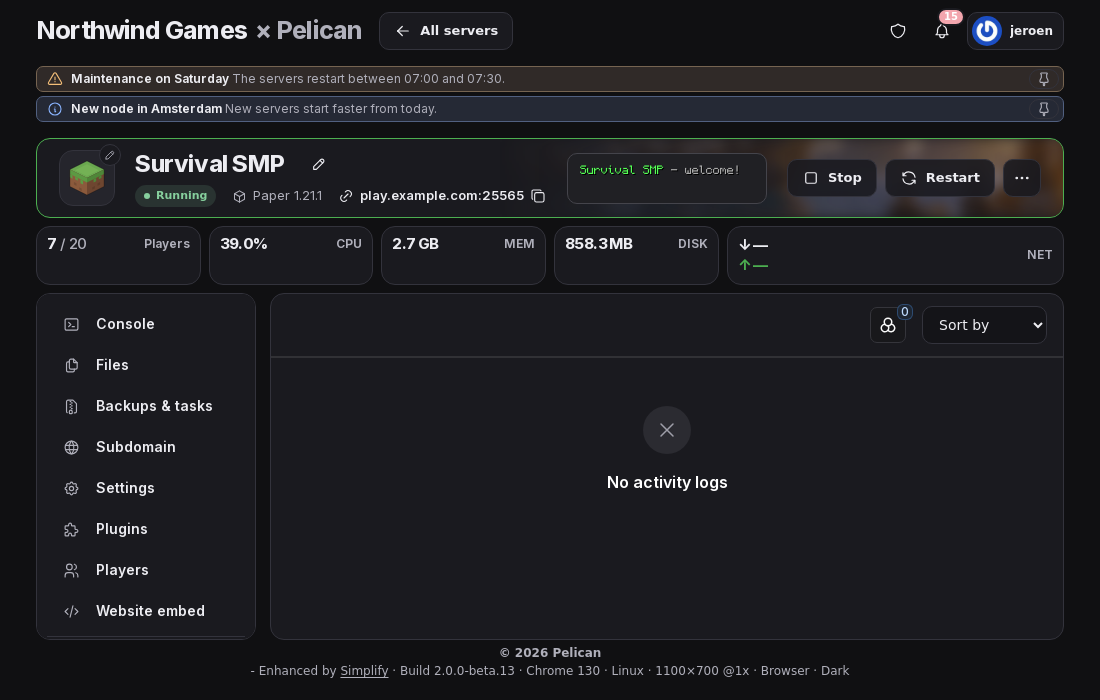 Northwind Games × Pelican
All servers
15
jeroen
Maintenance on Saturday The servers restart between 07:00 and 07:30.
New node in Amsterdam New servers start faster from today.
Survival SMP
Running
Paper 1.21.1
play.example.com:25565
Survival SMP — welcome!
Stop
Restart
7 / 20 Players
39.0% CPU
2.7 GB MEM
858.3 MB DISK
↓—
↑—
NET
Console
Files
Backups & tasks
Subdomain
Settings
Plugins
Players
Website embed
0
Sort by
No activity logs
© 2026 Pelican
- Enhanced by Simplify · Build 2.0.0-beta.13 · Chrome 130 · Linux · 1100×700 @1x · Browser · Dark